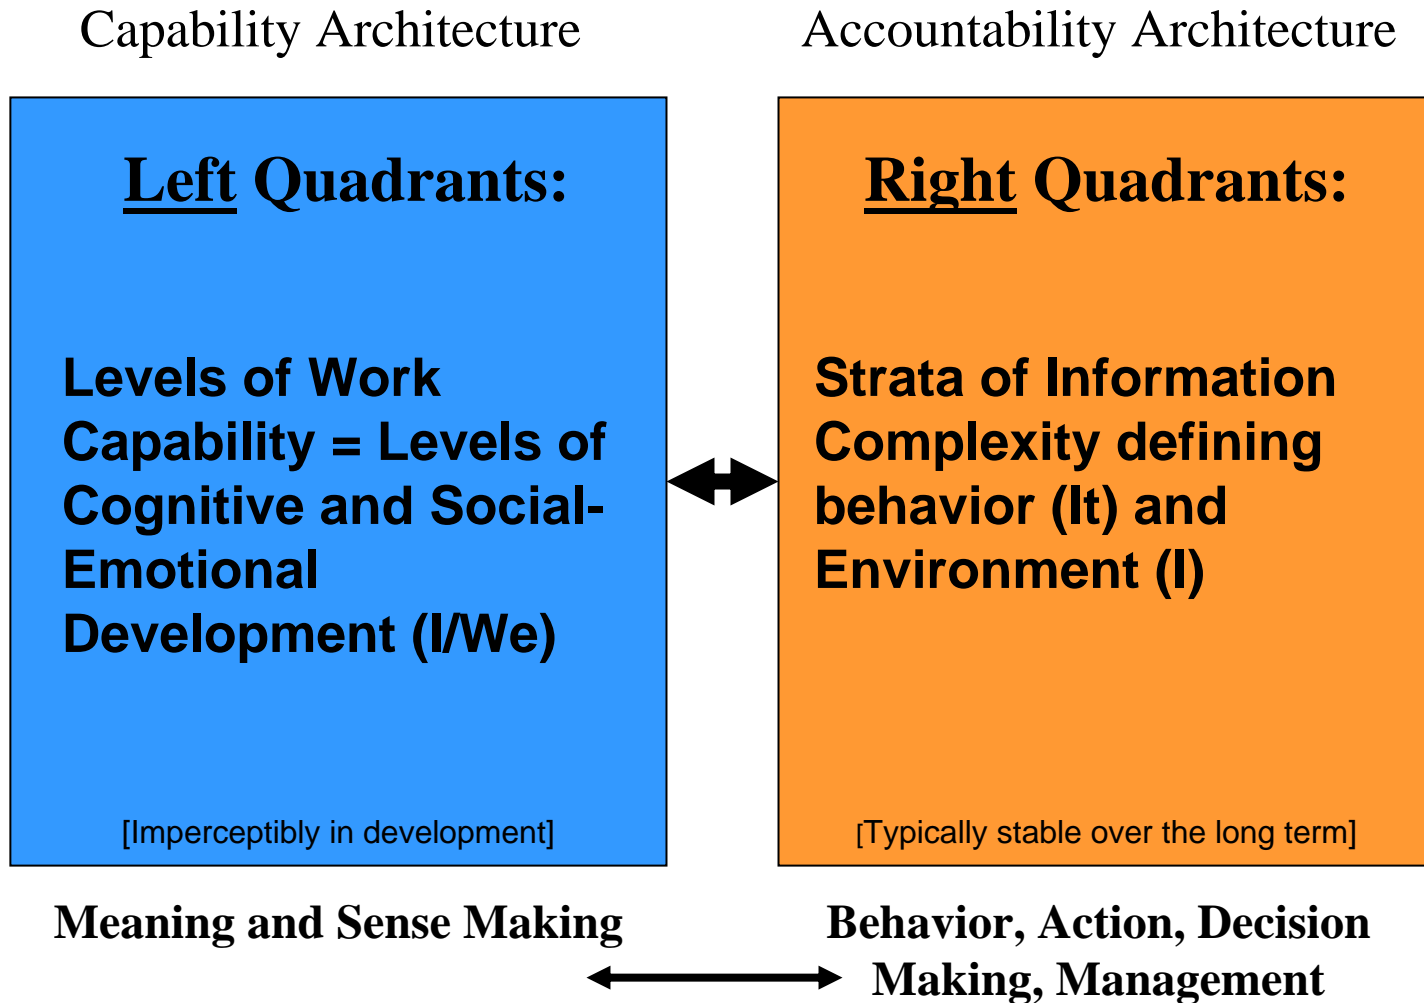 Capability Architecture
Accountability Architecture
Left Quadrants:
Levels of Work
Capability = Levels of
Cognitive and Social-
Emotional
Development (I/We)
[Imperceptibly in development]
Right Quadrants:
Strata of Information
Complexity defining
behavior (It) and
Environment (I)
[Typically stable over the long term]
Meaning and Sense Making
Behavior, Action, Decision
Making, Management